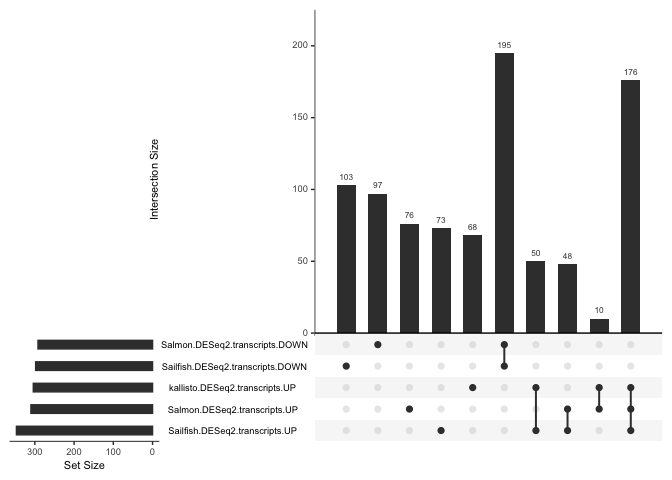 195
200
176
150
Intersection Size
103
100
97
76
73
68
50
50
48
10
0
Salmon.DESeq2.transcripts.DOWN
Sailfish.DESeq2.transcripts.DOWN
kallisto.DESeq2.transcripts.UP
Salmon.DESeq2.transcripts.UP
Sailfish.DESeq2.transcripts.UP
300 200 100 0
Set Size